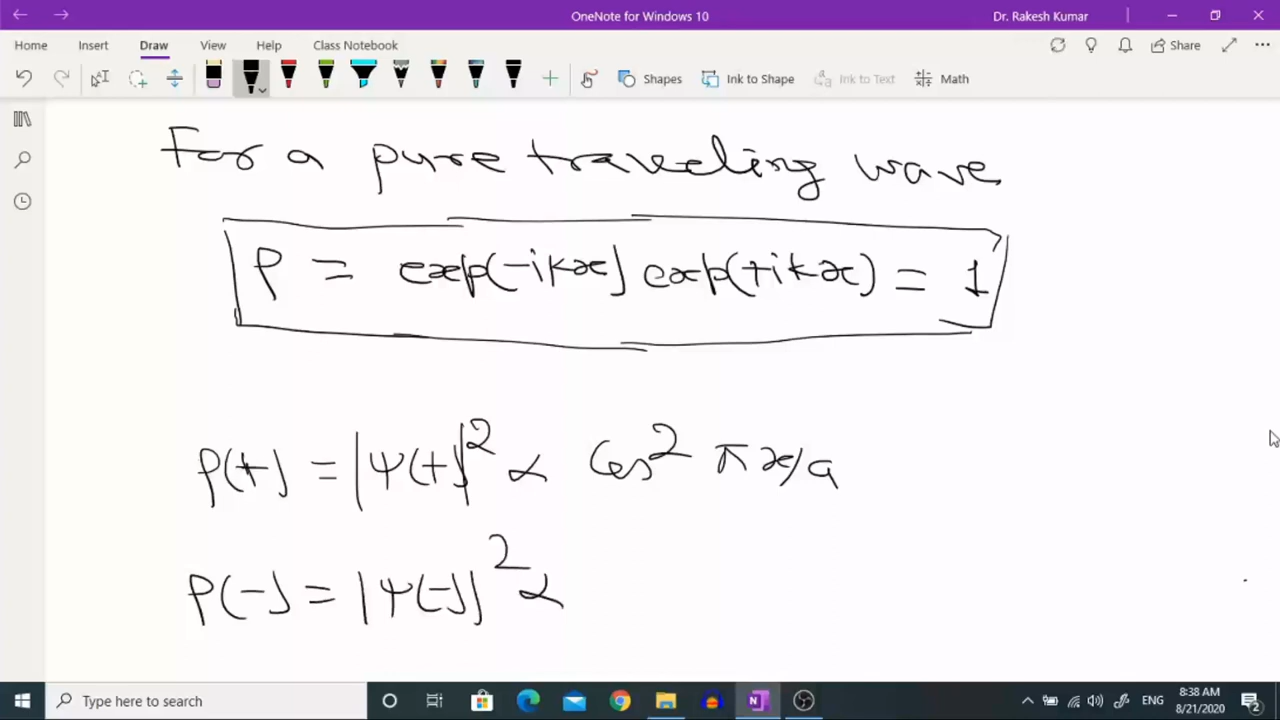 OneNote for Windows 10
Dr. Rakesh Kumar
Home Insert Draw View Help Class Notebook Share
Shapes Ink to Shape Ink to Text Math
For a pure traveling wave
ρ = exp(-ikx) exp(+ikx) = 1
ρ(+) = |ψ(+)|² α Cos² πx/a
ρ(-) = |ψ(-)|² α
Type here to search
ENG
8:38 AM
8/21/2020
2